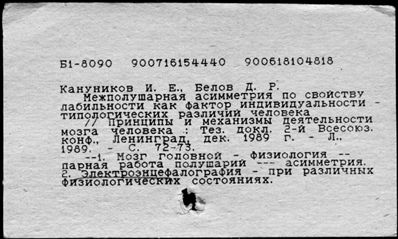 Б1-8090 900716154440 900618104818
Кануников И. Е., Белов Д. Р.
Межполушарная асимметрия по свойству
лабильности как фактор индивидуальности -
типологических различий человека
// Принципы и механизмы деятельности
мозга человека : Тез. докл. 2-й Всесоюз.
конф., Ленинград, дек. 1989 г. - Л.,
1989. - С. 72-73.
--1. Мозг головной - физиология --
парная работа полушарий --- асимметрия.
2. Электроэнцефалография - при различных
физиологических состояниях.